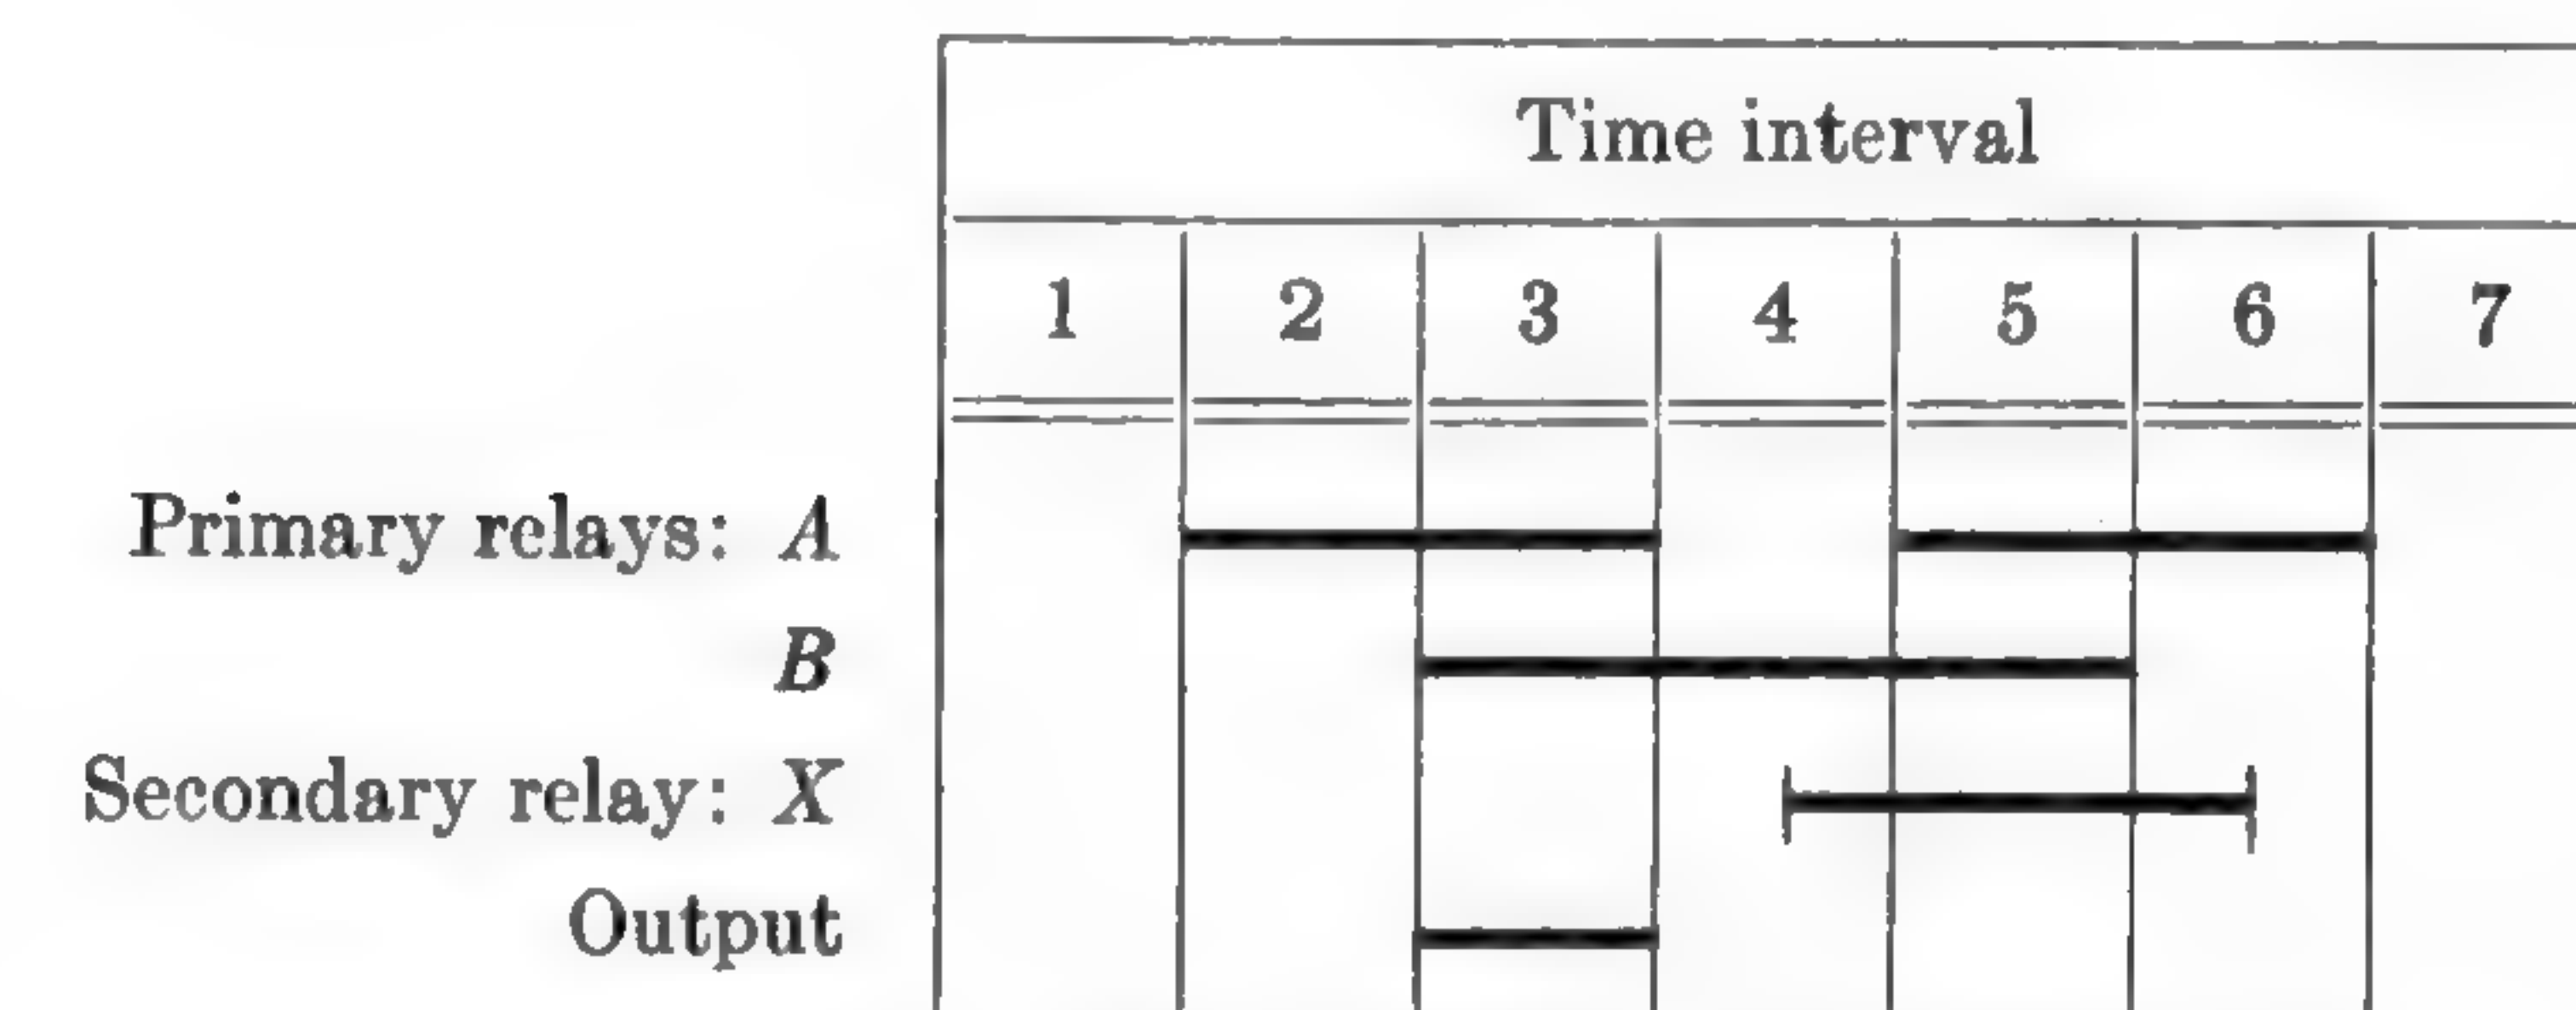 Time interval
1 2 3 4 5 6 7
Primary relays: A
B
Secondary relay: X
Output